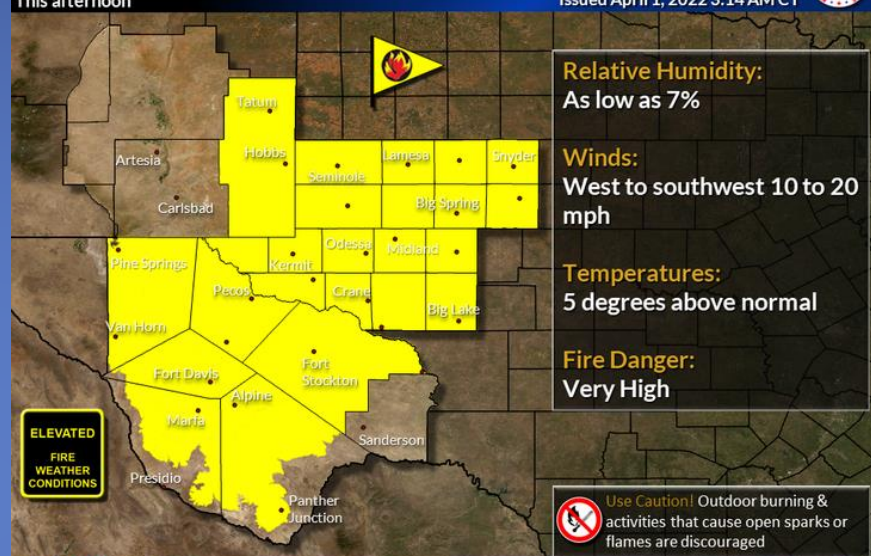 This afternoon
Issued April 1, 2022 3:14 AM CT
Tatum
Artesia
Hobbs
Lamesa
Snyder
Seminole
Carlsbad
Big Spring
Odessa
Midland
Pine Springs
Kermit
Pecos
Crane
Big Lake
Van Horn
Fort Davis
Fort
Stockton
Alpine
Marfa
Sanderson
Presidio
Panther
Junction
ELEVATED
FIRE
WEATHER
CONDITIONS
Relative Humidity:
As low as 7%
Winds:
West to southwest 10 to 20
mph
Temperatures:
5 degrees above normal
Fire Danger:
Very High
Use Caution! Outdoor burning &
activities that cause open sparks or
flames are discouraged